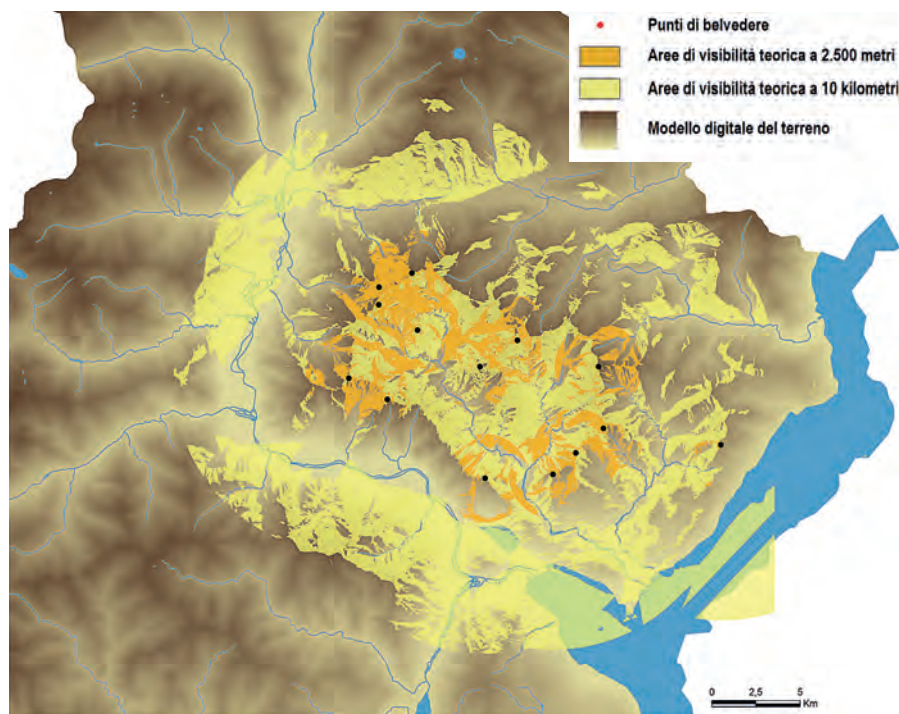 Punti di belvedere
Aree di visibilità teorica a 2.500 metri
Aree di visibilità teorica a 10 kilometri
Modello digitale del terreno
0 2,5 5
Km